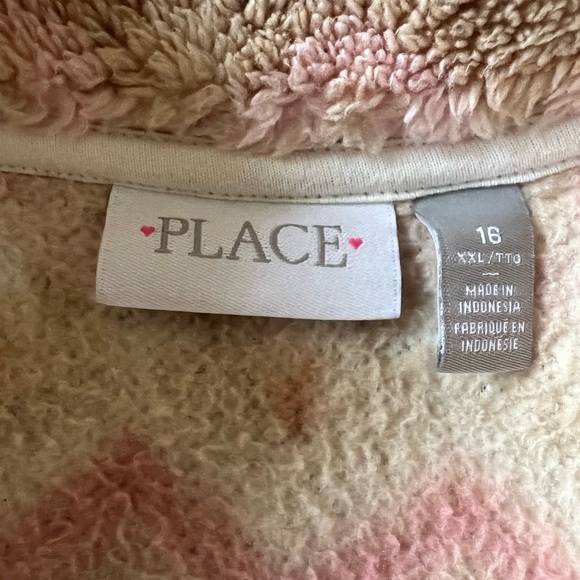 PLACE
16
XXL/TTG
MADE IN
INDONESIA
FABRIQUÉ EN
INDONÉSIE